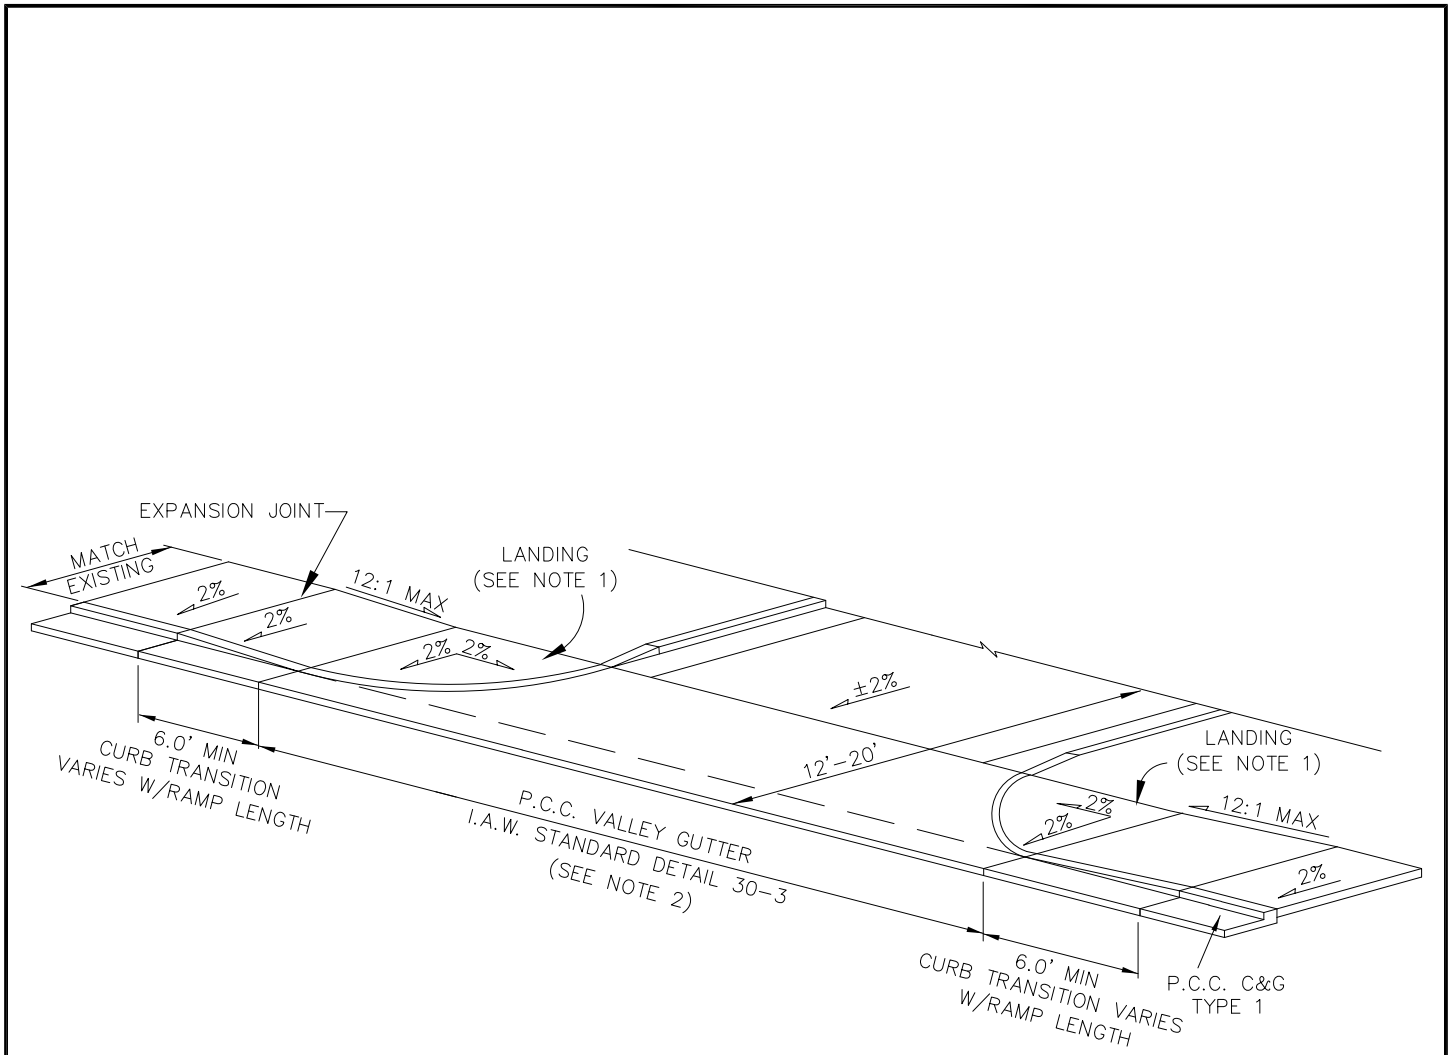 EXPANSION JOINT
MATCH
EXISTING
2%
2%
12:1 MAX
LANDING
(SEE NOTE 1)
2% 2%
±2%
12'-20'
LANDING
(SEE NOTE 1)
2%
2%
12:1 MAX
2%
6.0' MIN
CURB TRANSITION
VARIES W/RAMP LENGTH
P.C.C. VALLEY GUTTER
I.A.W. STANDARD DETAIL 30-3
(SEE NOTE 2)
6.0' MIN
CURB TRANSITION VARIES
W/RAMP LENGTH
P.C.C. C&G
TYPE 1